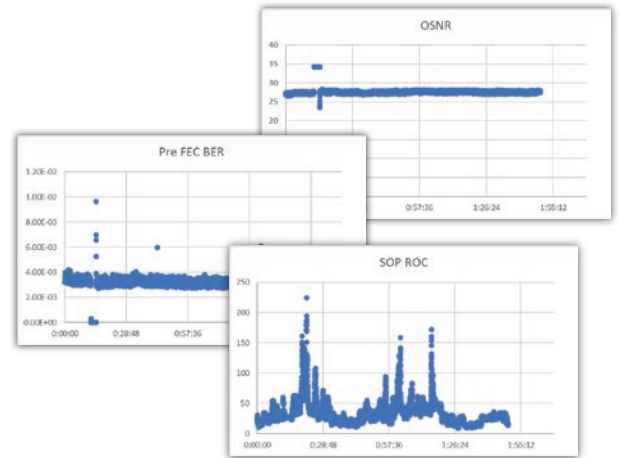 OSNR
40
35
30
25
20
0:57:36
1:26:24
1:55:12
Pre FEC BER
1.20E-02
1.00E-02
8.00E-03
6.00E-03
4.00E-03
2.00E-03
0.00E+00
0:00:00
0:28:48
0:57:36
SOP ROC
250
200
150
100
50
0
0:00:00
0:28:48
0:57:36
1:26:24
1:55:12